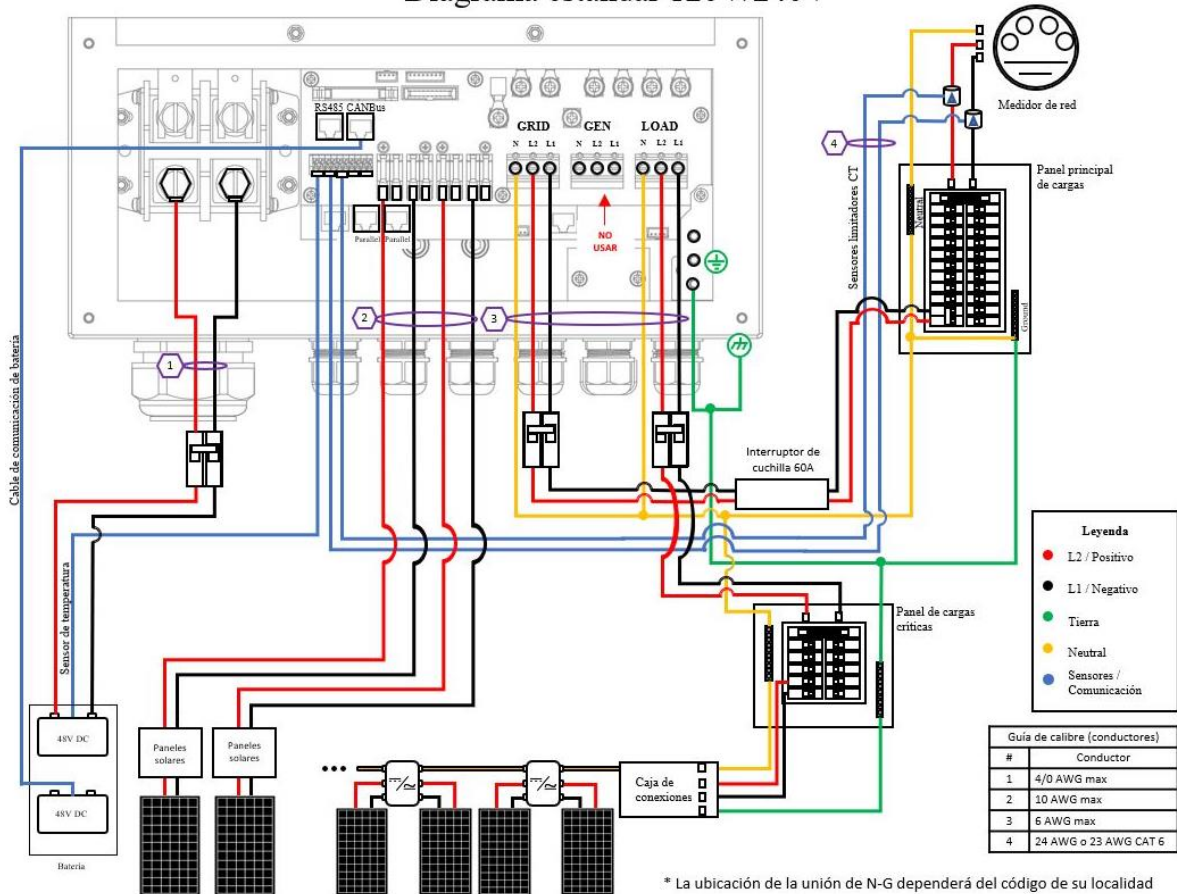 Diagrama estándar
RS485 CANBus
GRID
GEN
LOAD
N L2 L1
N L2 L1
N L2 L1
Parallel Parallel
NO
USAR
1
2
3
4
Sensores limitadores CT
Medidor de red
Panel principal
de cargas
Neutral
Ground
Cable de comunicación de batería
Sensor de temperatura
Interruptor de
cuchilla 60A
Leyenda
L2 / Positivo
L1 / Negativo
Tierra
Neutral
Sensores /
Comunicación
Panel de cargas
críticas
48V DC
48V DC
Batería
Paneles
solares
Paneles
solares
Caja de
conexiones
Guía de calibre (conductores)
# Conductor
1 4/0 AWG max
2 10 AWG max
3 6 AWG max
4 24 AWG o 23 AWG CAT 6
* La ubicación de la unión de N-G dependerá del código de su localidad